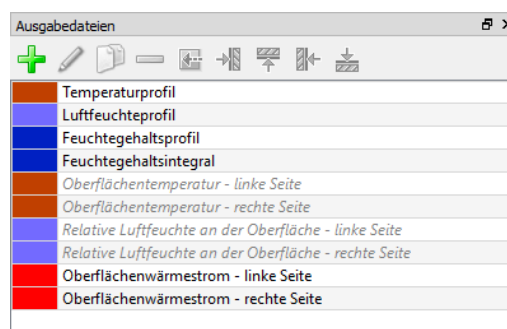 Ausgabedateien
Temperaturprofil
Luftfeuchteprofil
Feuchtegehaltsprofil
Feuchtegehaltsintegral
Oberflächentemperatur - linke Seite
Oberflächentemperatur - rechte Seite
Relative Luftfeuchte an der Oberfläche - linke Seite
Relative Luftfeuchte an der Oberfläche - rechte Seite
Oberflächenwärmestrom - linke Seite
Oberflächenwärmestrom - rechte Seite